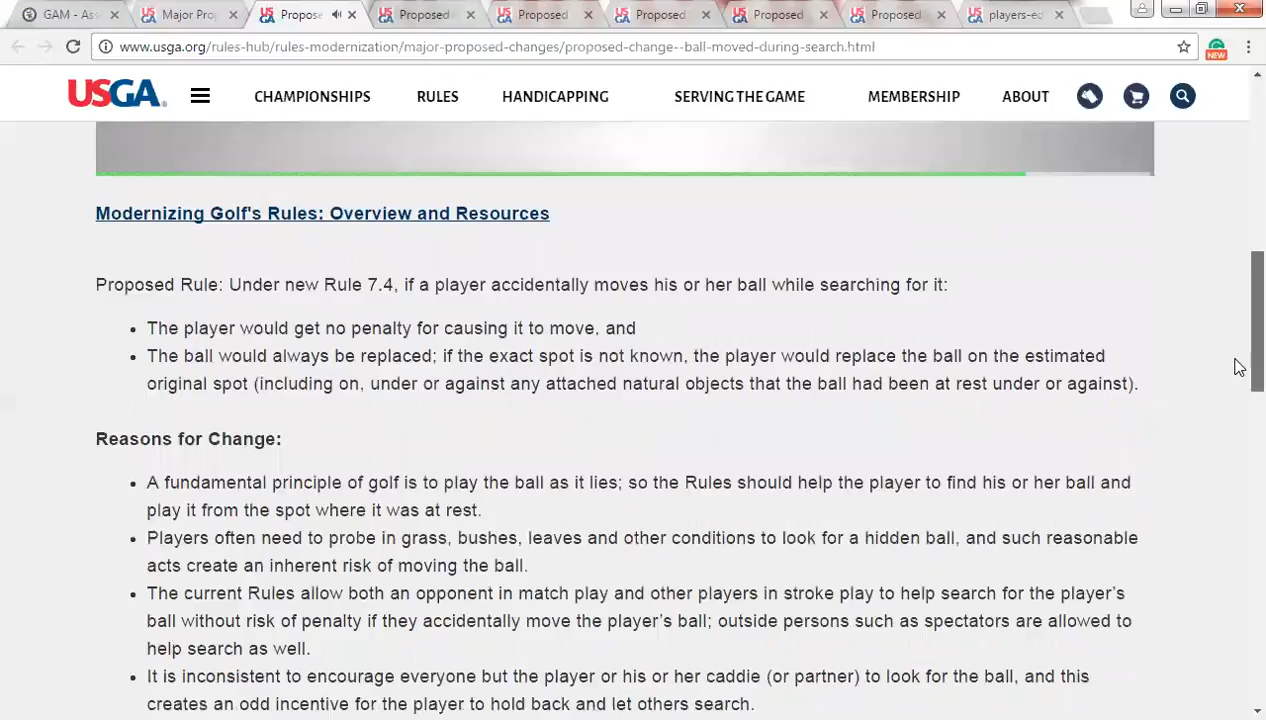 GAM - Ass
Major Pro
Propose
Proposed
Proposed
Proposed
Proposed
Proposed
players-ed
www.usga.org/rules-hub/rules-modernization/major-proposed-changes/proposed-change--ball-moved-during-search.html
NEW
USGA
CHAMPIONSHIPS
RULES
HANDICAPPING
SERVING THE GAME
MEMBERSHIP
ABOUT
Modernizing Golf's Rules: Overview and Resources
Proposed Rule: Under new Rule 7.4, if a player accidentally moves his or her ball while searching for it:
The player would get no penalty for causing it to move, and
The ball would always be replaced; if the exact spot is not known, the player would replace the ball on the estimated
original spot (including on, under or against any attached natural objects that the ball had been at rest under or against).
Reasons for Change:
A fundamental principle of golf is to play the ball as it lies; so the Rules should help the player to find his or her ball and
play it from the spot where it was at rest.
Players often need to probe in grass, bushes, leaves and other conditions to look for a hidden ball, and such reasonable
acts create an inherent risk of moving the ball.
The current Rules allow both an opponent in match play and other players in stroke play to help search for the player's
ball without risk of penalty if they accidentally move the player's ball; outside persons such as spectators are allowed to
help search as well.
It is inconsistent to encourage everyone but the player or his or her caddie (or partner) to look for the ball, and this
creates an odd incentive for the player to hold back and let others search.